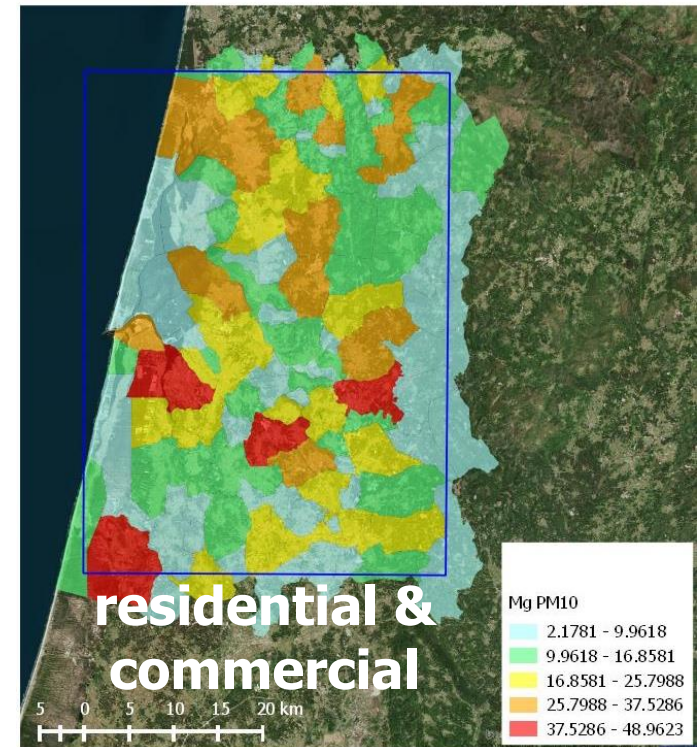 residential &
commercial
5 0 5 10 15 20 km
Mg PM10
2.1781 - 9.9618
9.9618 - 16.8581
16.8581 - 25.7988
25.7988 - 37.5286
37.5286 - 48.9623